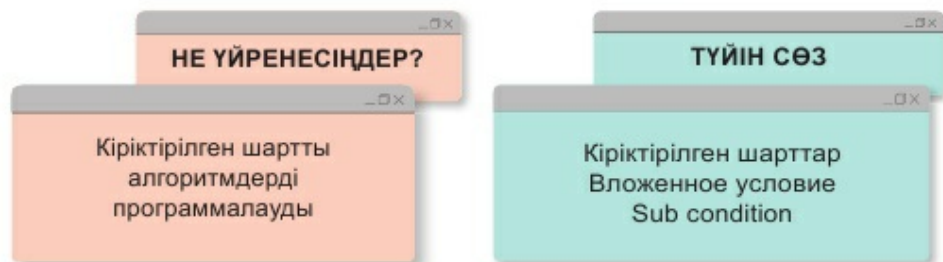 НЕ ҮЙРЕНЕСІҢДЕР?
Кіріктірілген шартты
алгоритмдерді
программалауды
ТҮЙІН СӨЗ
Кіріктірілген шарттар
Вложенное условие
Sub condition